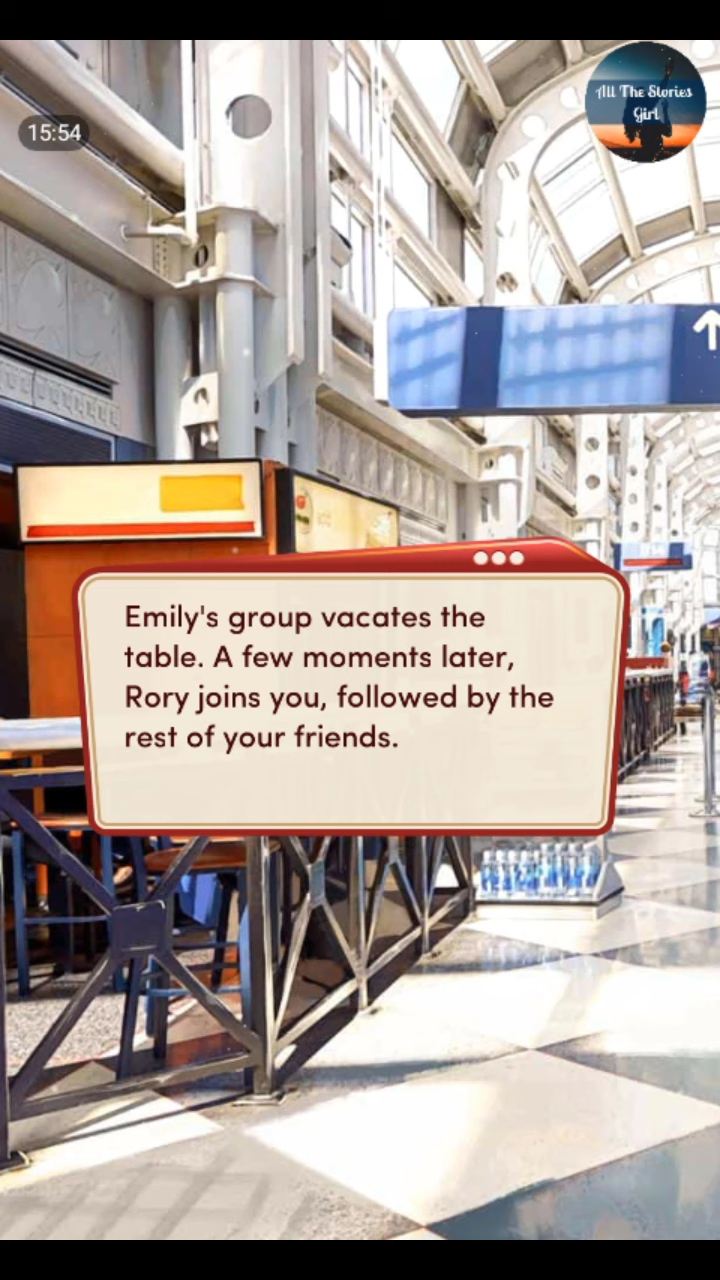 All The Stories
Girl
15:54
Emily's group vacates the
table. A few moments later,
Rory joins you, followed by the
rest of your friends.